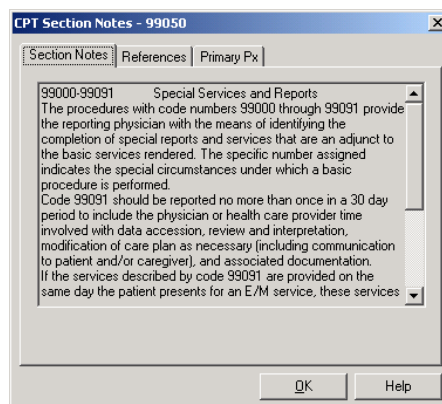 CPT Section Notes - 99050
Section Notes References Primary Px
99000-99091 Special Services and Reports
The procedures with code numbers 99000 through 99091 provide
the reporting physician with the means of identifying the
completion of special reports and services that are an adjunct to
the basic services rendered. The specific number assigned
indicates the special circumstances under which a basic
procedure is performed.
Code 99091 should be reported no more than once in a 30 day
period to include the physician or health care provider time
involved with data accession, review and interpretation,
modification of care plan as necessary (including communication
to patient and/or caregiver), and associated documentation.
If the services described by code 99091 are provided on the
same day the patient presents for an E/M service, these services
OK Help